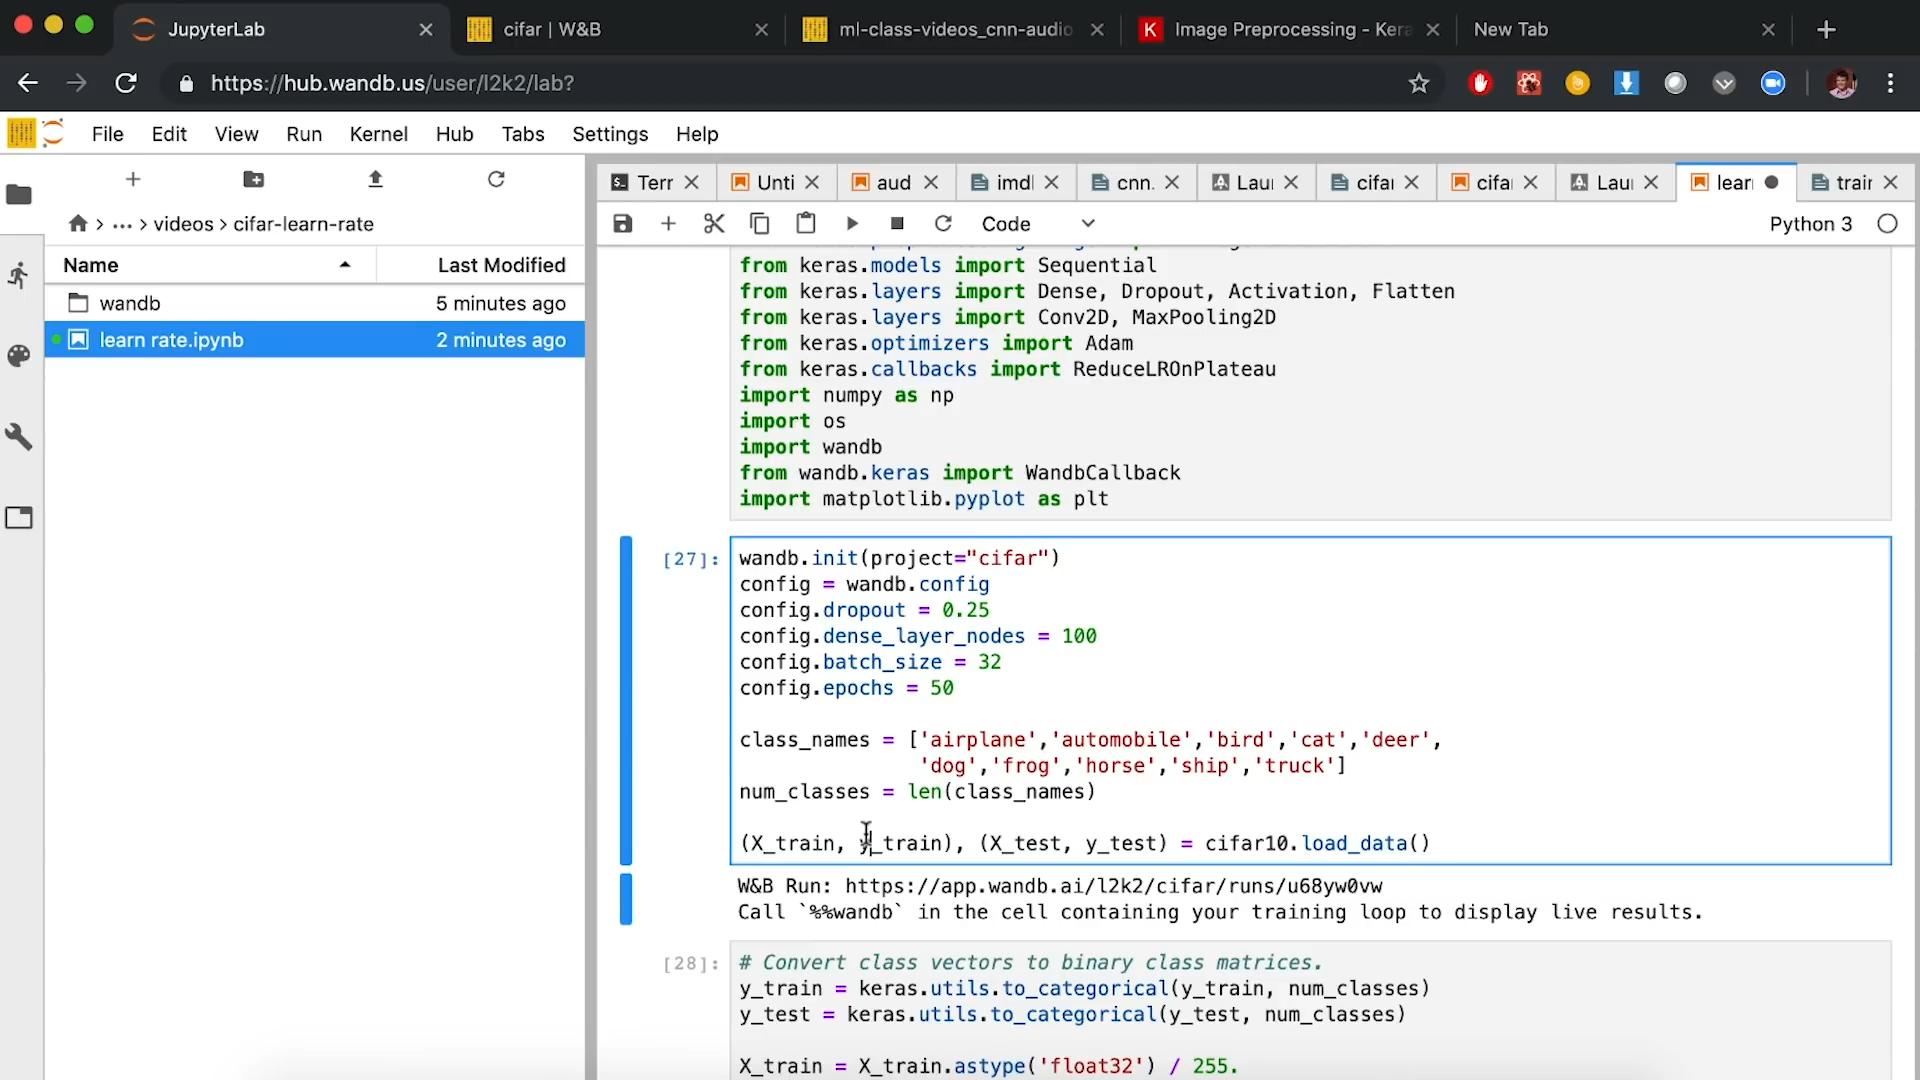 JupyterLab
cifar | W&B
ml-class-videos_cnn-audio
Image Preprocessing - Kera
New Tab
https://hub.wandb.us/user/l2k2/lab?
File Edit View Run Kernel Hub Tabs Settings Help
Terr
Unti
aud
imdl
cnn.
Laui
cifai
cifai
Laui
learn
train
… > videos > cifar-learn-rate
Code
Python 3
Name
Last Modified
wandb
5 minutes ago
learn rate.ipynb
2 minutes ago
from keras.models import Sequential
from keras.layers import Dense, Dropout, Activation, Flatten
from keras.layers import Conv2D, MaxPooling2D
from keras.optimizers import Adam
from keras.callbacks import ReduceLROnPlateau
import numpy as np
import os
import wandb
from wandb.keras import WandbCallback
import matplotlib.pyplot as plt
[27]:
wandb.init(project="cifar")
config = wandb.config
config.dropout = 0.25
config.dense_layer_nodes = 100
config.batch_size = 32
config.epochs = 50
class_names = ['airplane','automobile','bird','cat','deer',
'dog','frog','horse','ship','truck']
num_classes = len(class_names)
(X_train, y_train), (X_test, y_test) = cifar10.load_data()
W&B Run: https://app.wandb.ai/l2k2/cifar/runs/u68yw0vw
Call `%%wandb` in the cell containing your training loop to display live results.
[28]:
# Convert class vectors to binary class matrices.
y_train = keras.utils.to_categorical(y_train, num_classes)
y_test = keras.utils.to_categorical(y_test, num_classes)
X_train = X_train.astype('float32') / 255.